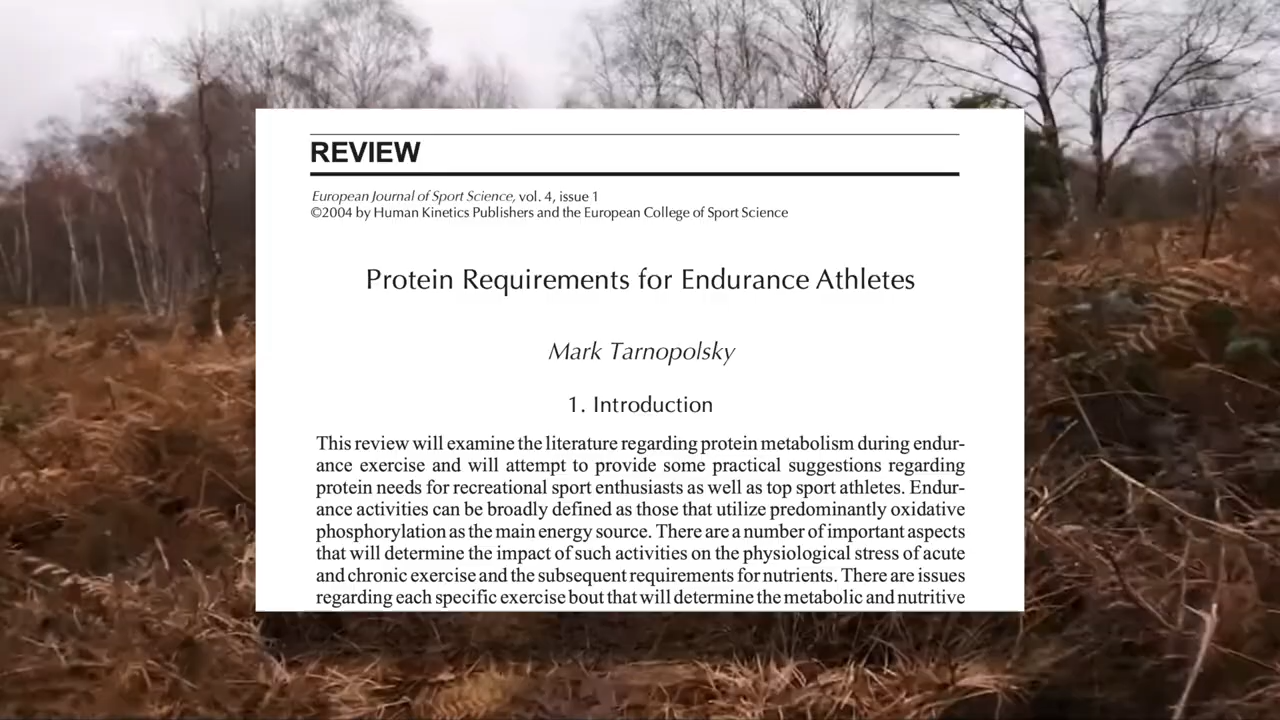 REVIEW
European Journal of Sport Science, vol. 4, issue 1
©2004 by Human Kinetics Publishers and the European College of Sport Science
Protein Requirements for Endurance Athletes
Mark Tarnopolsky
1. Introduction
This review will examine the literature regarding protein metabolism during endur-
ance exercise and will attempt to provide some practical suggestions regarding
protein needs for recreational sport enthusiasts as well as top sport athletes. Endur-
ance activities can be broadly defined as those that utilize predominantly oxidative
phosphorylation as the main energy source. There are a number of important aspects
that will determine the impact of such activities on the physiological stress of acute
and chronic exercise and the subsequent requirements for nutrients. There are issues
regarding each specific exercise bout that will determine the metabolic and nutritive